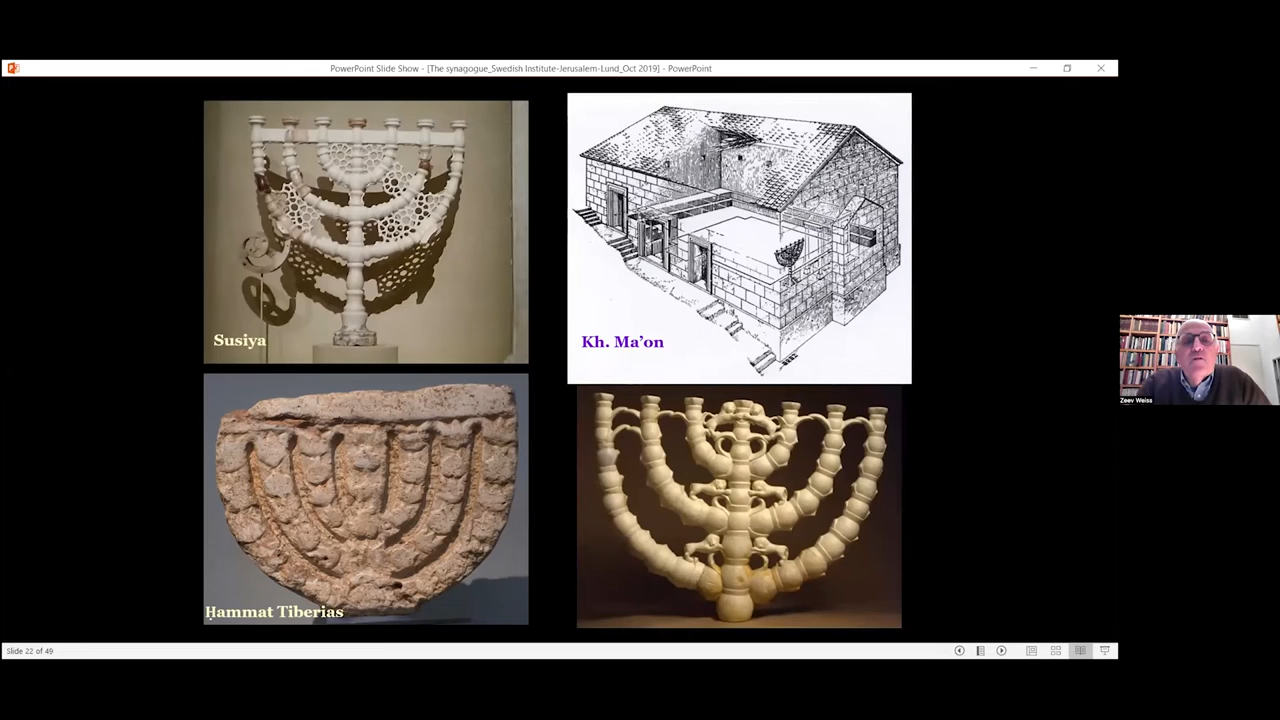 PowerPoint Slide Show - [The synagogue_Swedish Institute-Jerusalem-Lund_Oct 2019] - PowerPoint
Susiya
Kh. Ma’on
Ḥammat Tiberias
Zeev Weiss
Slide 22 of 49